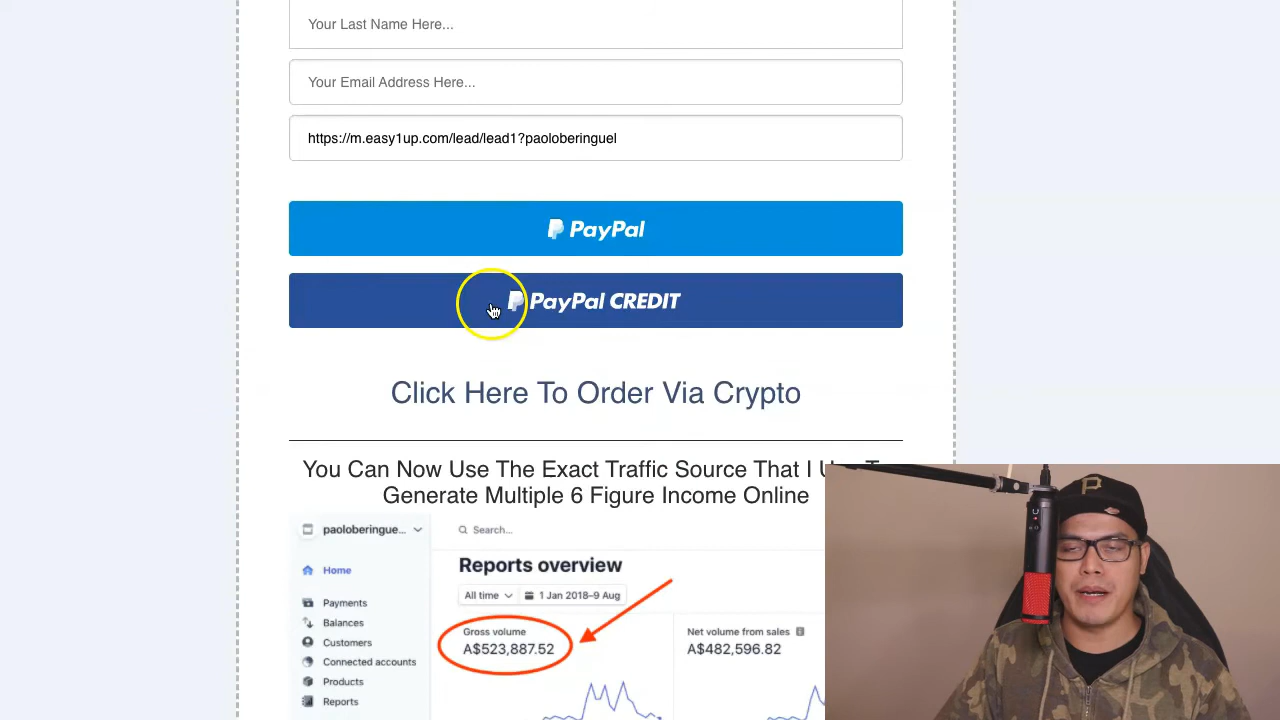 Your Last Name Here...
Your Email Address Here...
https://m.easy1up.com/lead/lead1?paoloberinguel
PayPal
PayPal CREDIT
Click Here To Order Via Crypto
You Can Now Use The Exact Traffic Source That I
Generate Multiple 6 Figure Income Online
paoloberingue...
Search...
Home
Reports overview
All time
1 Jan 2018–9 Aug
Payments
Balances
Customers
Connected accounts
Products
Reports
Gross volume
A$523,887.52
Net volume from sales
A$482,596.82
P